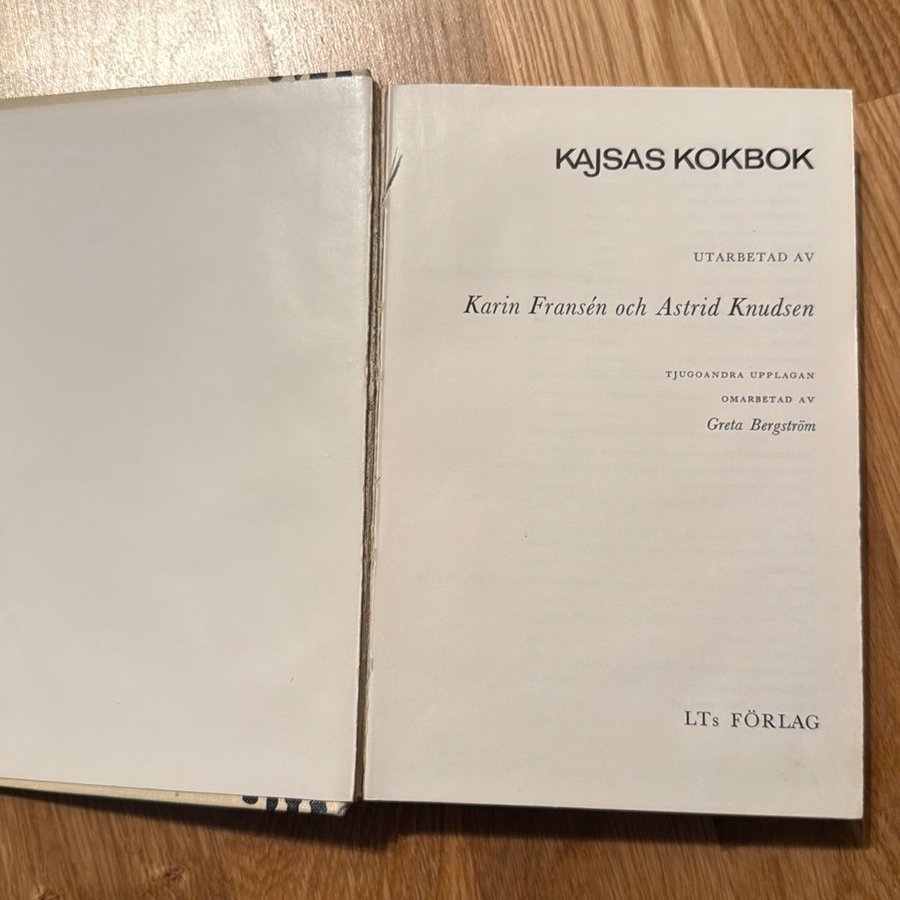 KAJSAS KOKBOK
UTARBETAD AV
Karin Fransén och Astrid Knudsen
TJUGOANDRA UPPLAGAN
OMARBETAD AV
Greta Bergström
LTs FÖRLAG